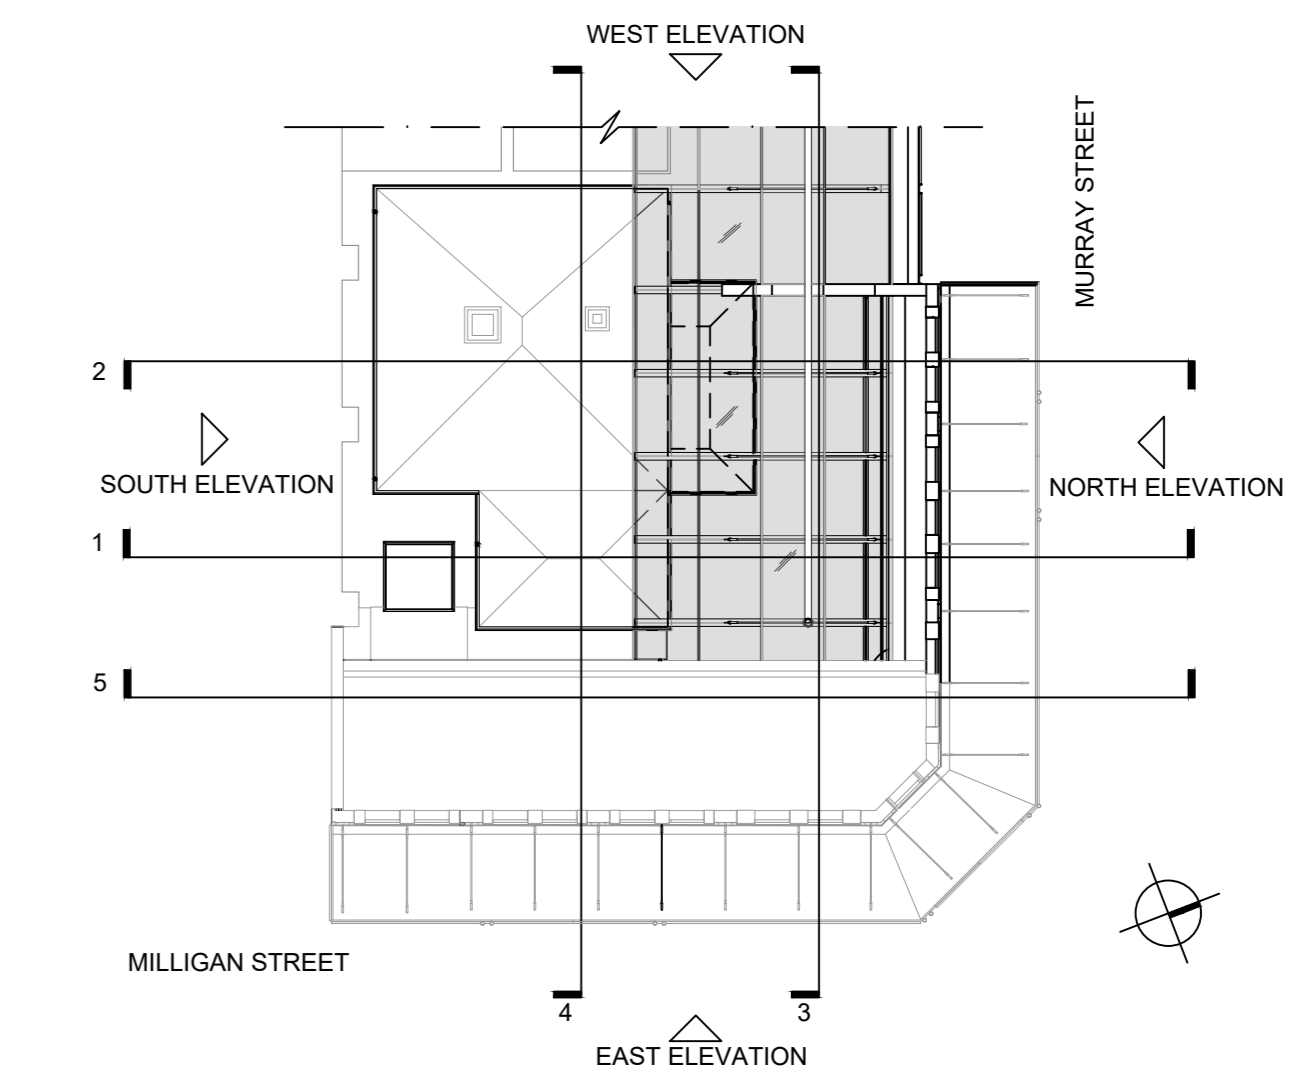 WEST ELEVATION
MURRAY STREET
2
SOUTH ELEVATION
NORTH ELEVATION
1
5
MILLIGAN STREET
4
3
EAST ELEVATION